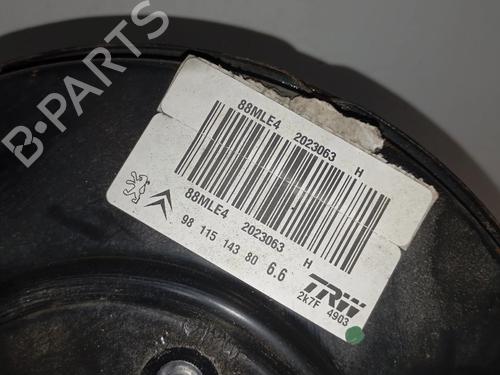 B-PARTS
88MLE4 2023063 H
88MLE4 2023063 H
98 115 143 80 6.6
TRW
2k7F 4903